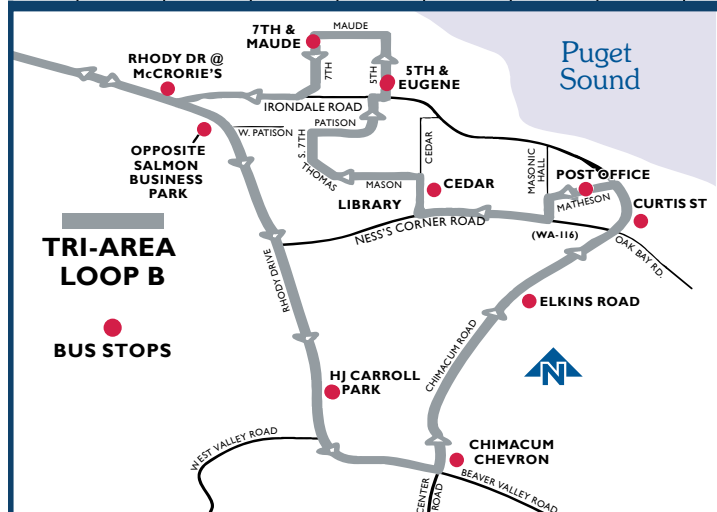 MAUDE
7TH &
MAUDE
Puget
Sound
RHODY DR @
McCRORIE'S
7TH
5TH
5TH &
EUGENE
IRONDALE ROAD
PATISON
W. PATISON
S. 7TH
OPPOSITE
SALMON
BUSINESS
PARK
THOMAS
MASON
CEDAR
CEDAR
LIBRARY
MASONIC
HALL
POST OFFICE
MATHESON
CURTIS ST
NESS'S CORNER ROAD
(WA-116)
OAK BAY RD.
TRI-AREA
LOOP B
RHODY DRIVE
ELKINS ROAD
BUS STOPS
CHIMACUM ROAD
N
HJ CARROLL
PARK
WEST VALLEY ROAD
CHIMACUM
CHEVRON
CENTER
ROAD
BEAVER VALLEY ROAD